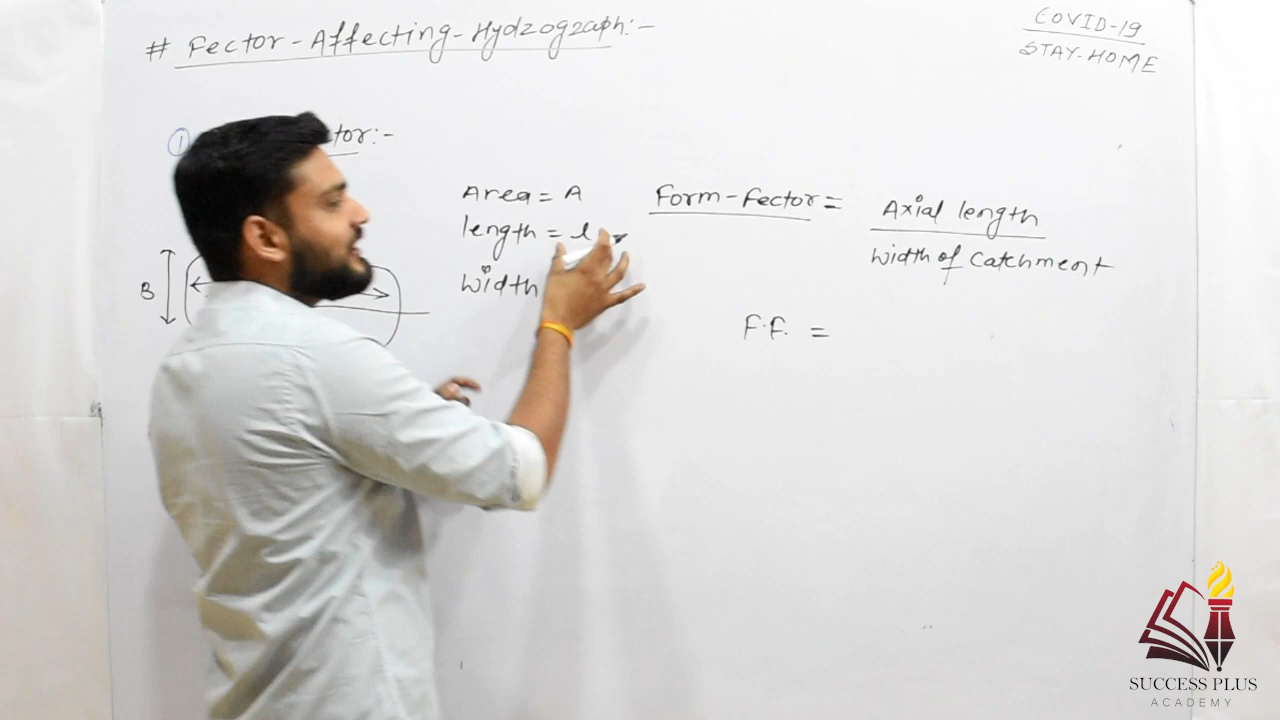 # Fector-Affecting-Hydrograph:-
COVID-19
STAY-HOME
1
Area = A
length = l
width
Form-Fector =
Axial length
width of Catchment
B
F.F. =
SUCCESS PLUS
ACADEMY